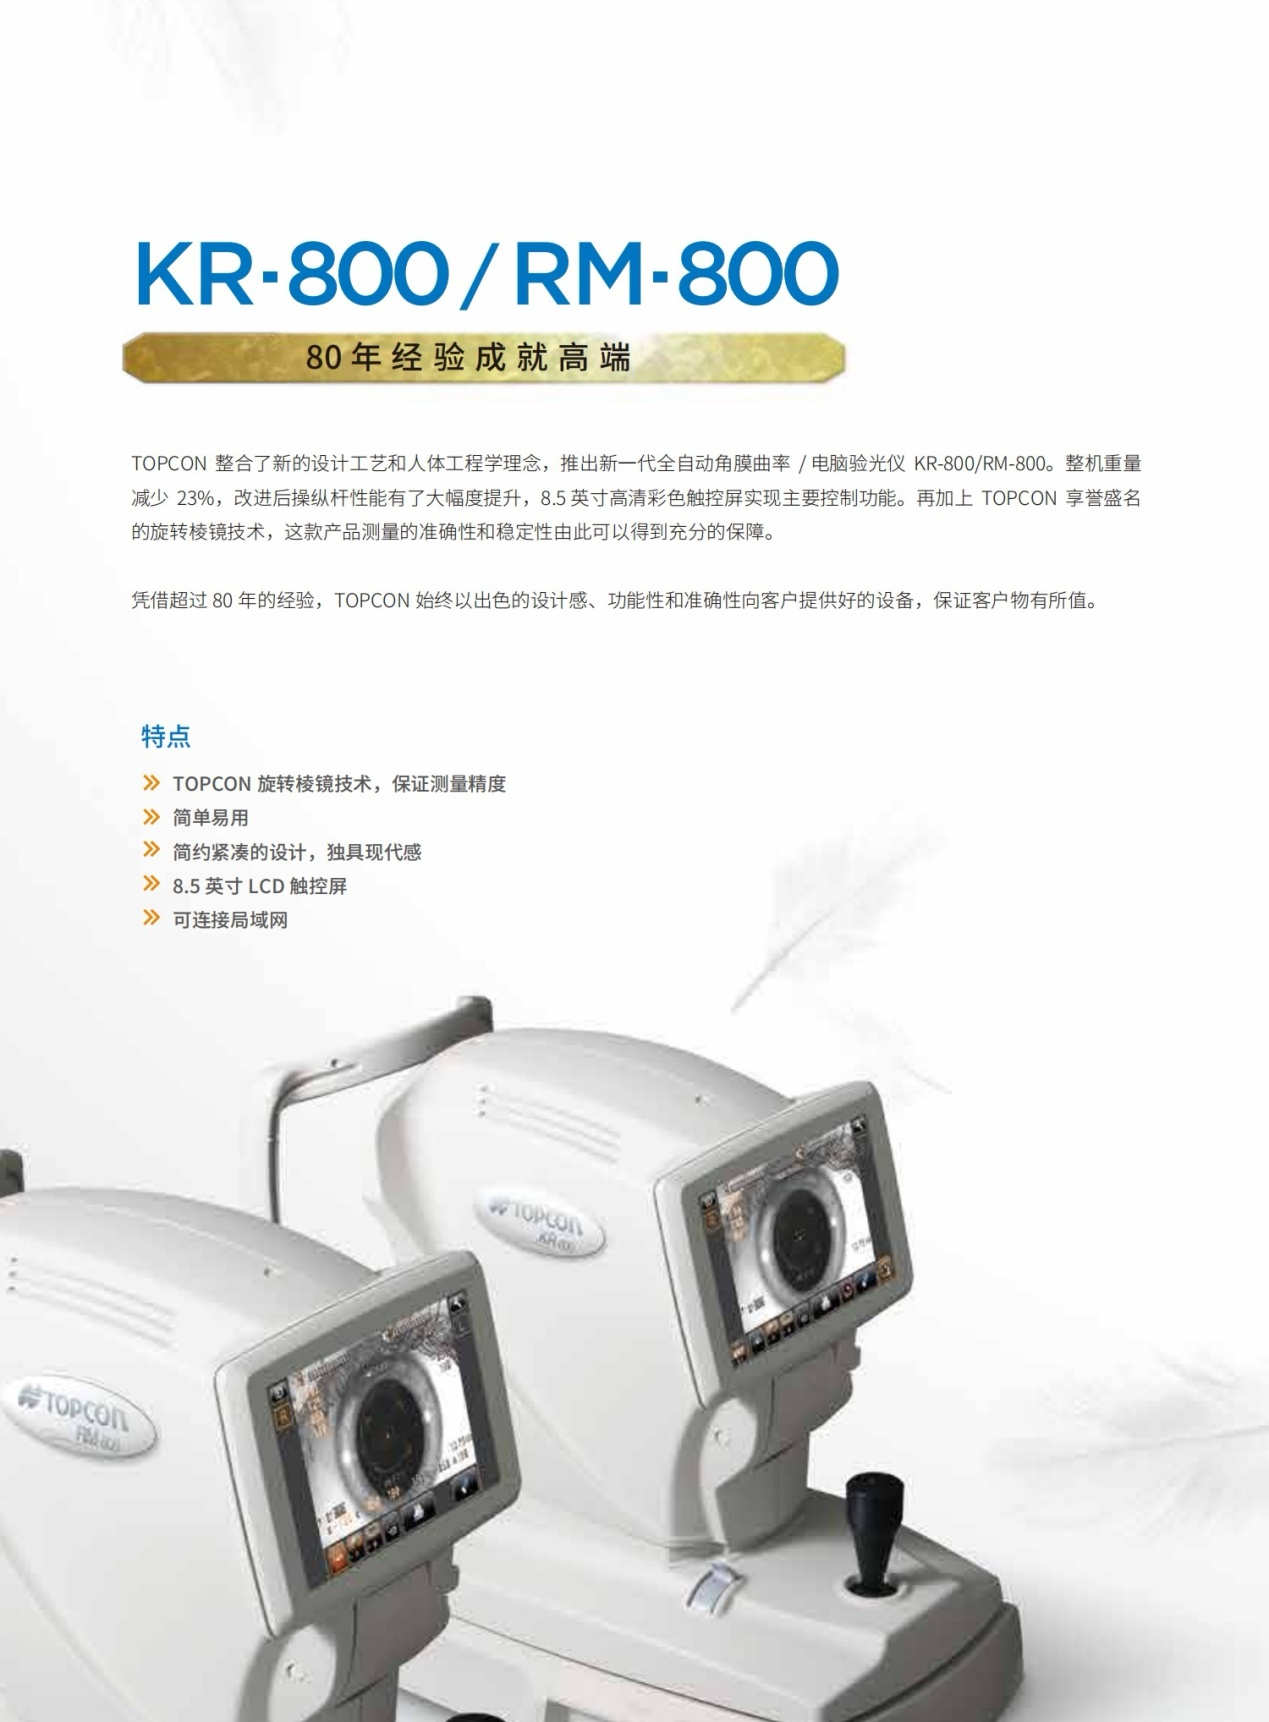 KR-800/RM-800
80年经验成就高端
TOPCON 整合了新的设计工艺和人体工程学理念，推出新一代全自动角膜曲率 / 电脑验光仪 KR-800/RM-800。整机重量
减少 23%，改进后操纵杆性能有了大幅度提升，8.5 英寸高清彩色触控屏实现主要控制功能。再加上 TOPCON 享誉盛名
的旋转棱镜技术，这款产品测量的准确性和稳定性由此可以得到充分的保障。
凭借超过 80 年的经验，TOPCON 始终以出色的设计感、功能性和准确性向客户提供好的设备，保证客户物有所值。
特点
TOPCON 旋转棱镜技术，保证测量精度
简单易用
简约紧凑的设计，独具现代感
8.5 英寸 LCD 触控屏
可连接局域网
TOPCON
TOPCON
RM-800